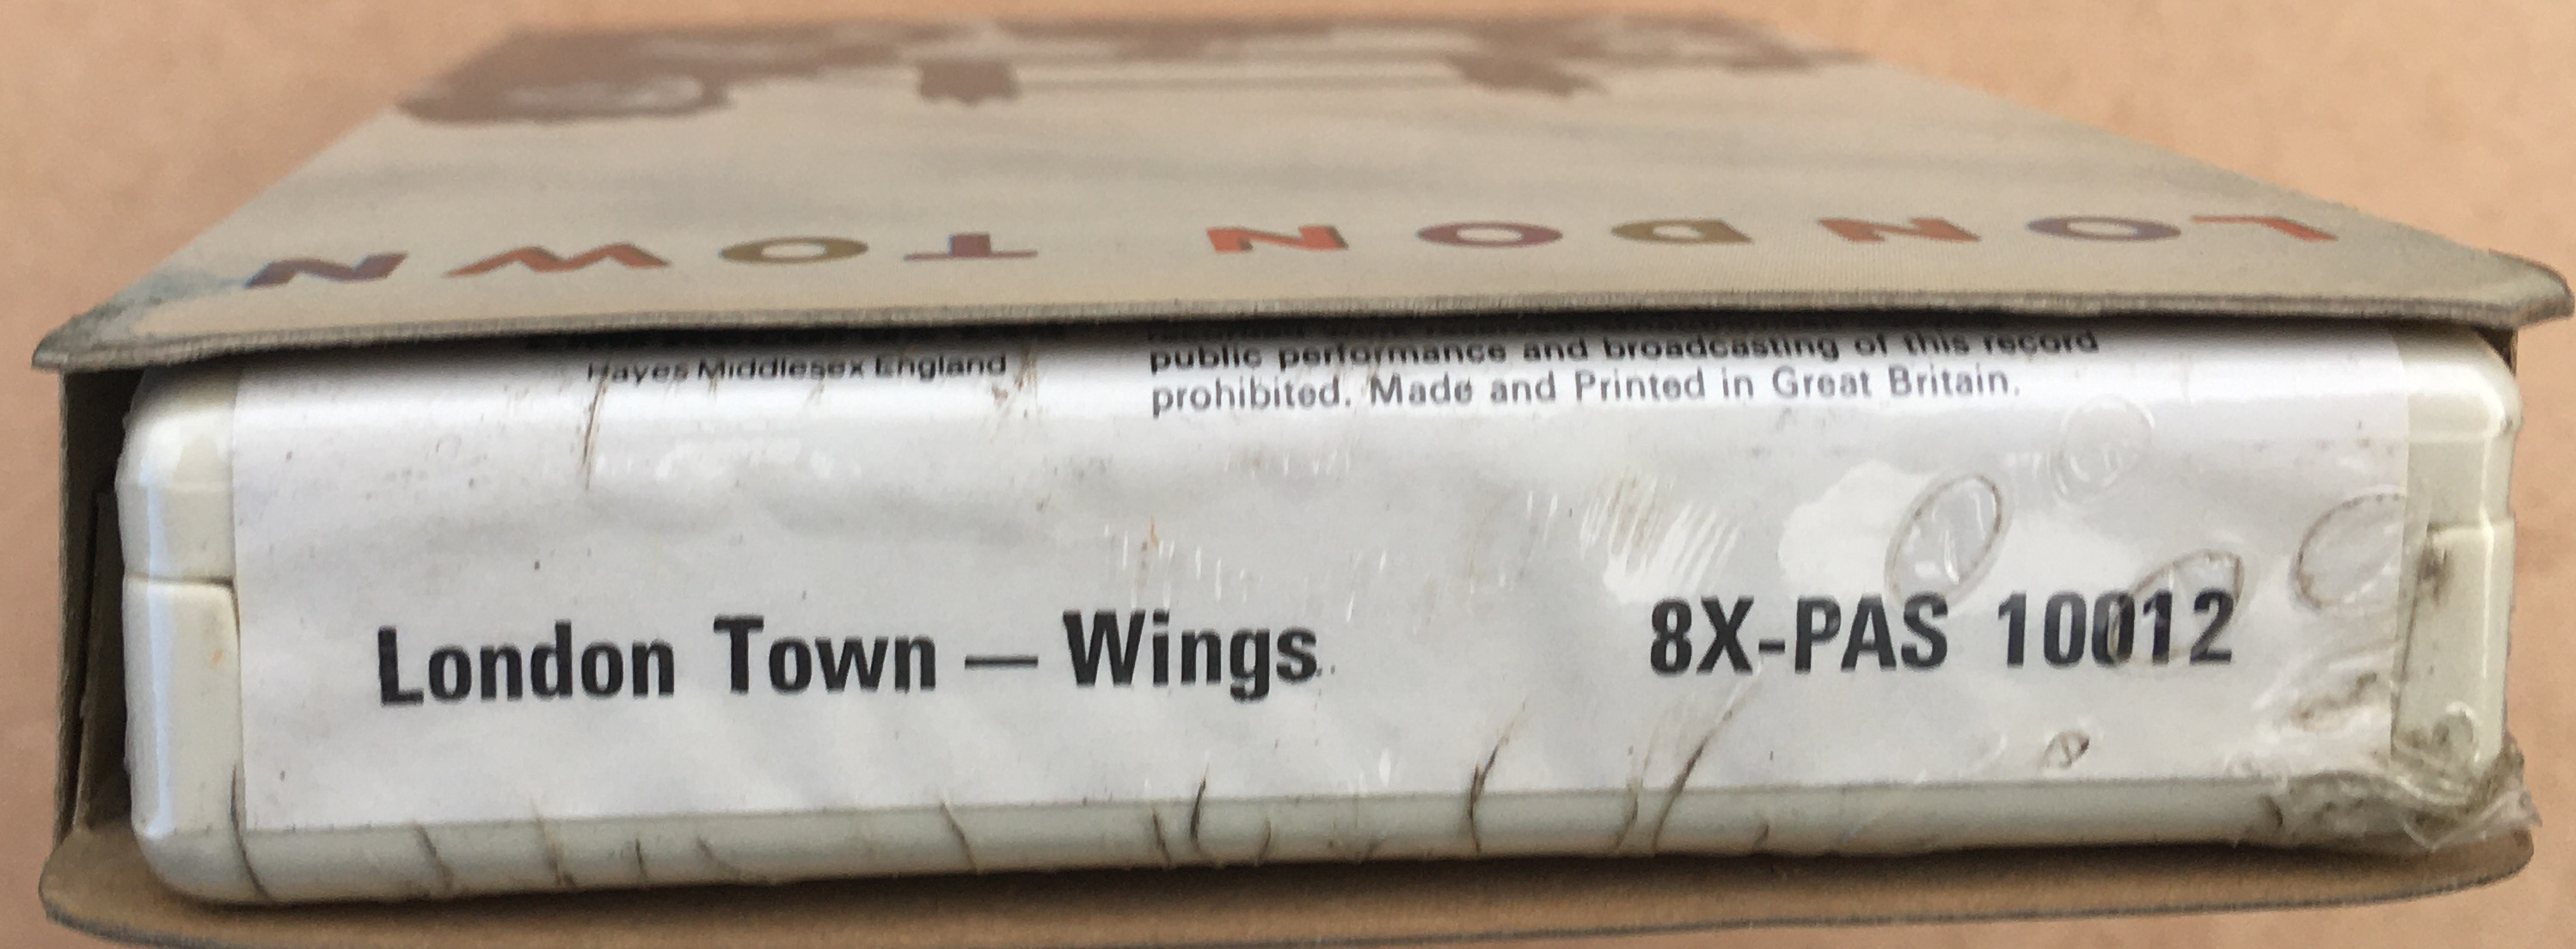 LONDON TOWN
Hayes Middlesex England
public performance and broadcasting of this record
prohibited. Made and Printed in Great Britain.
London Town — Wings
8X-PAS 10012